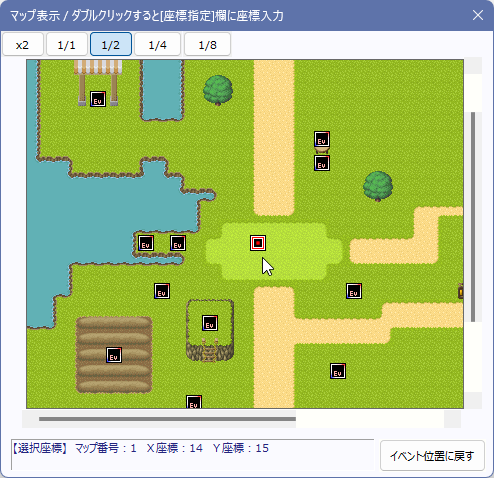 マップ表示 / ダブルクリックすると[座標指定]欄に座標入力
x2 1/1 1/2 1/4 1/8
Ev
Ev
Ev
Ev Ev
Ev Ev
Ev
Ev
Ev
Ev
【選択座標】 マップ番号：1 X座標：14 Y座標：15
イベント位置に戻す